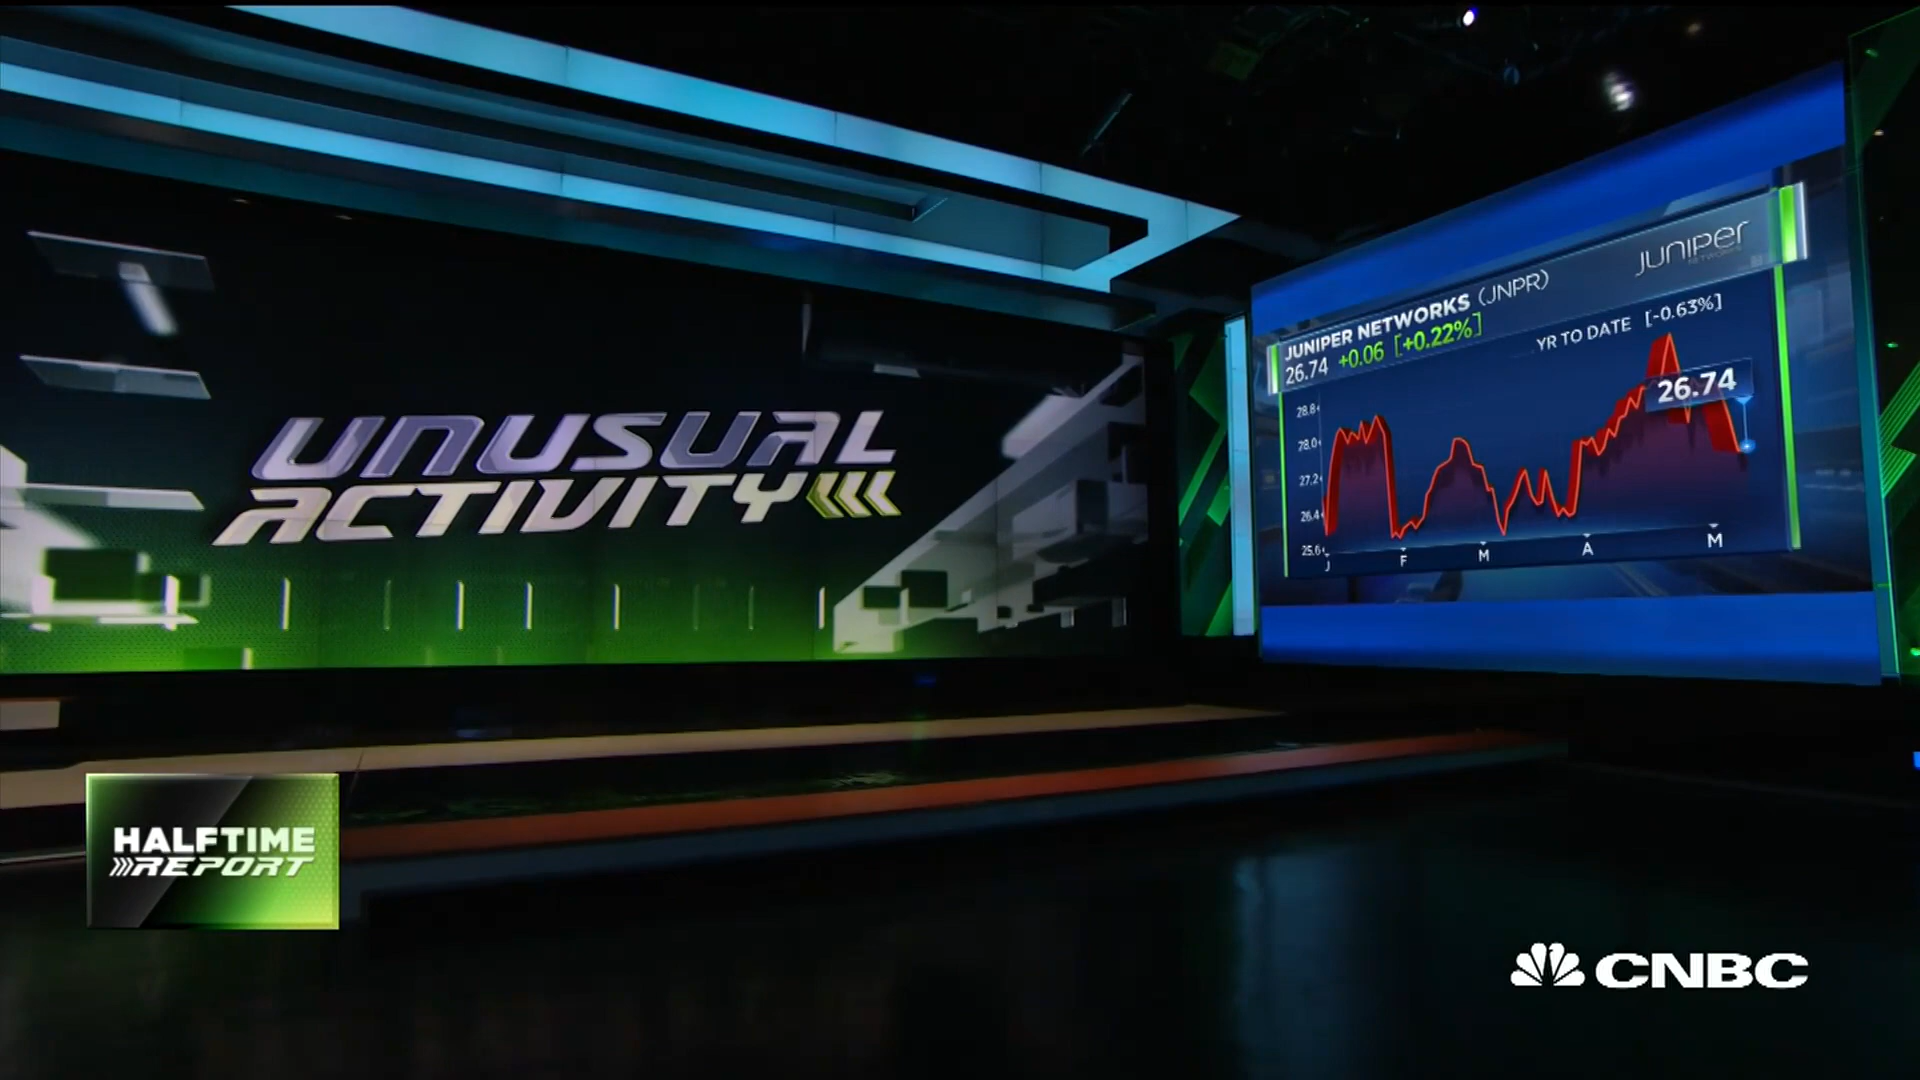 UNUSUAL
ACTIVITY
JUNIPER
NETWORKS
JUNIPER NETWORKS (JNPR)
26.74 +0.06 [+0.22%]
YR TO DATE [-0.63%]
26.74
28.8
28.0
27.2
26.4
25.6
J F M A M
HALFTIME
REPORT
CNBC